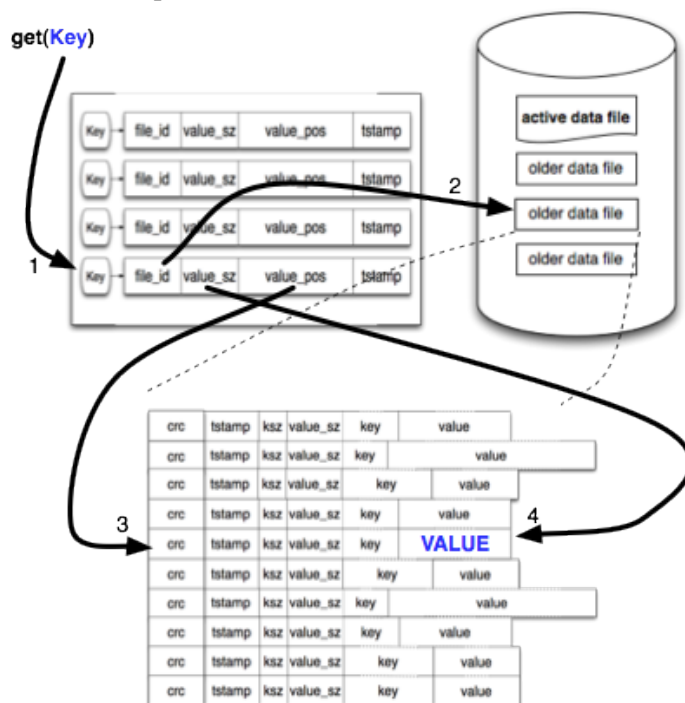 get(Key)
Key file_id value_sz value_pos tstamp
Key file_id value_sz value_pos tstamp
Key file_id value_sz value_pos tstamp
Key file_id value_sz value_pos tstamp
1
2
active data file
older data file
older data file
older data file
crc tstamp ksz value_sz key value
crc tstamp ksz value_sz key value
crc tstamp ksz value_sz key value
crc tstamp ksz value_sz key value
3
4
crc tstamp ksz value_sz key VALUE
crc tstamp ksz value_sz key value
crc tstamp ksz value_sz key value
crc tstamp ksz value_sz key value
crc tstamp ksz value_sz key value
crc tstamp ksz value_sz key value